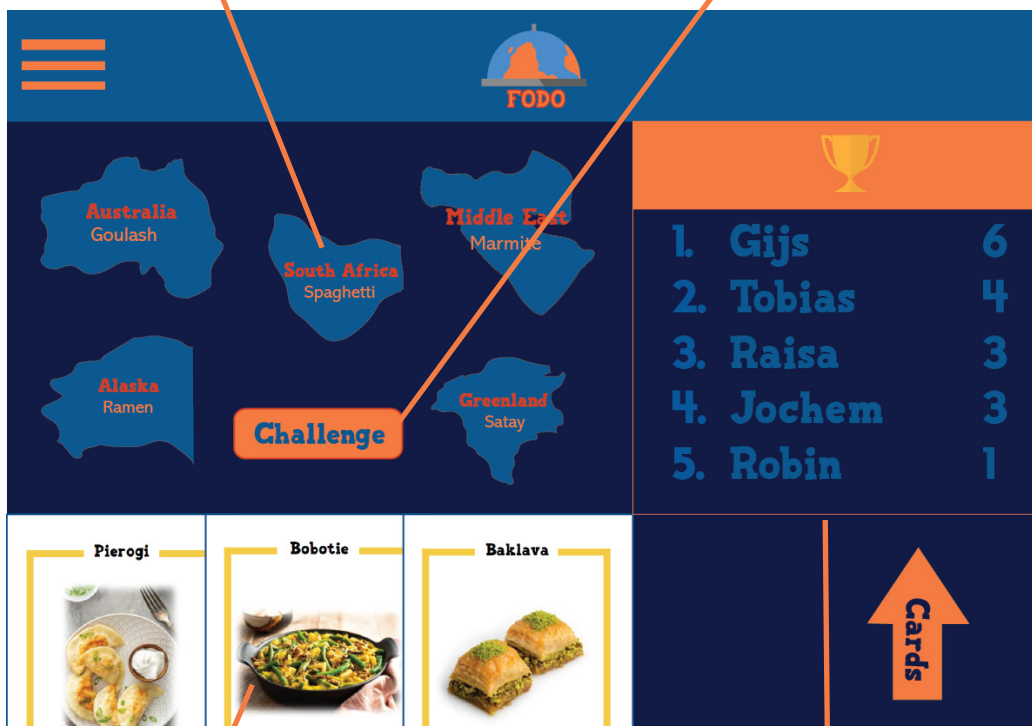 FODO
Australia
Goulash
South Africa
Spaghetti
Middle East
Marmite
Alaska
Ramen
Challenge
Greenland
Satay
1. Gijs 6
2. Tobias 4
3. Raisa 3
4. Jochem 3
5. Robin 1
Pierogi
Bobotie
Baklava
Cards